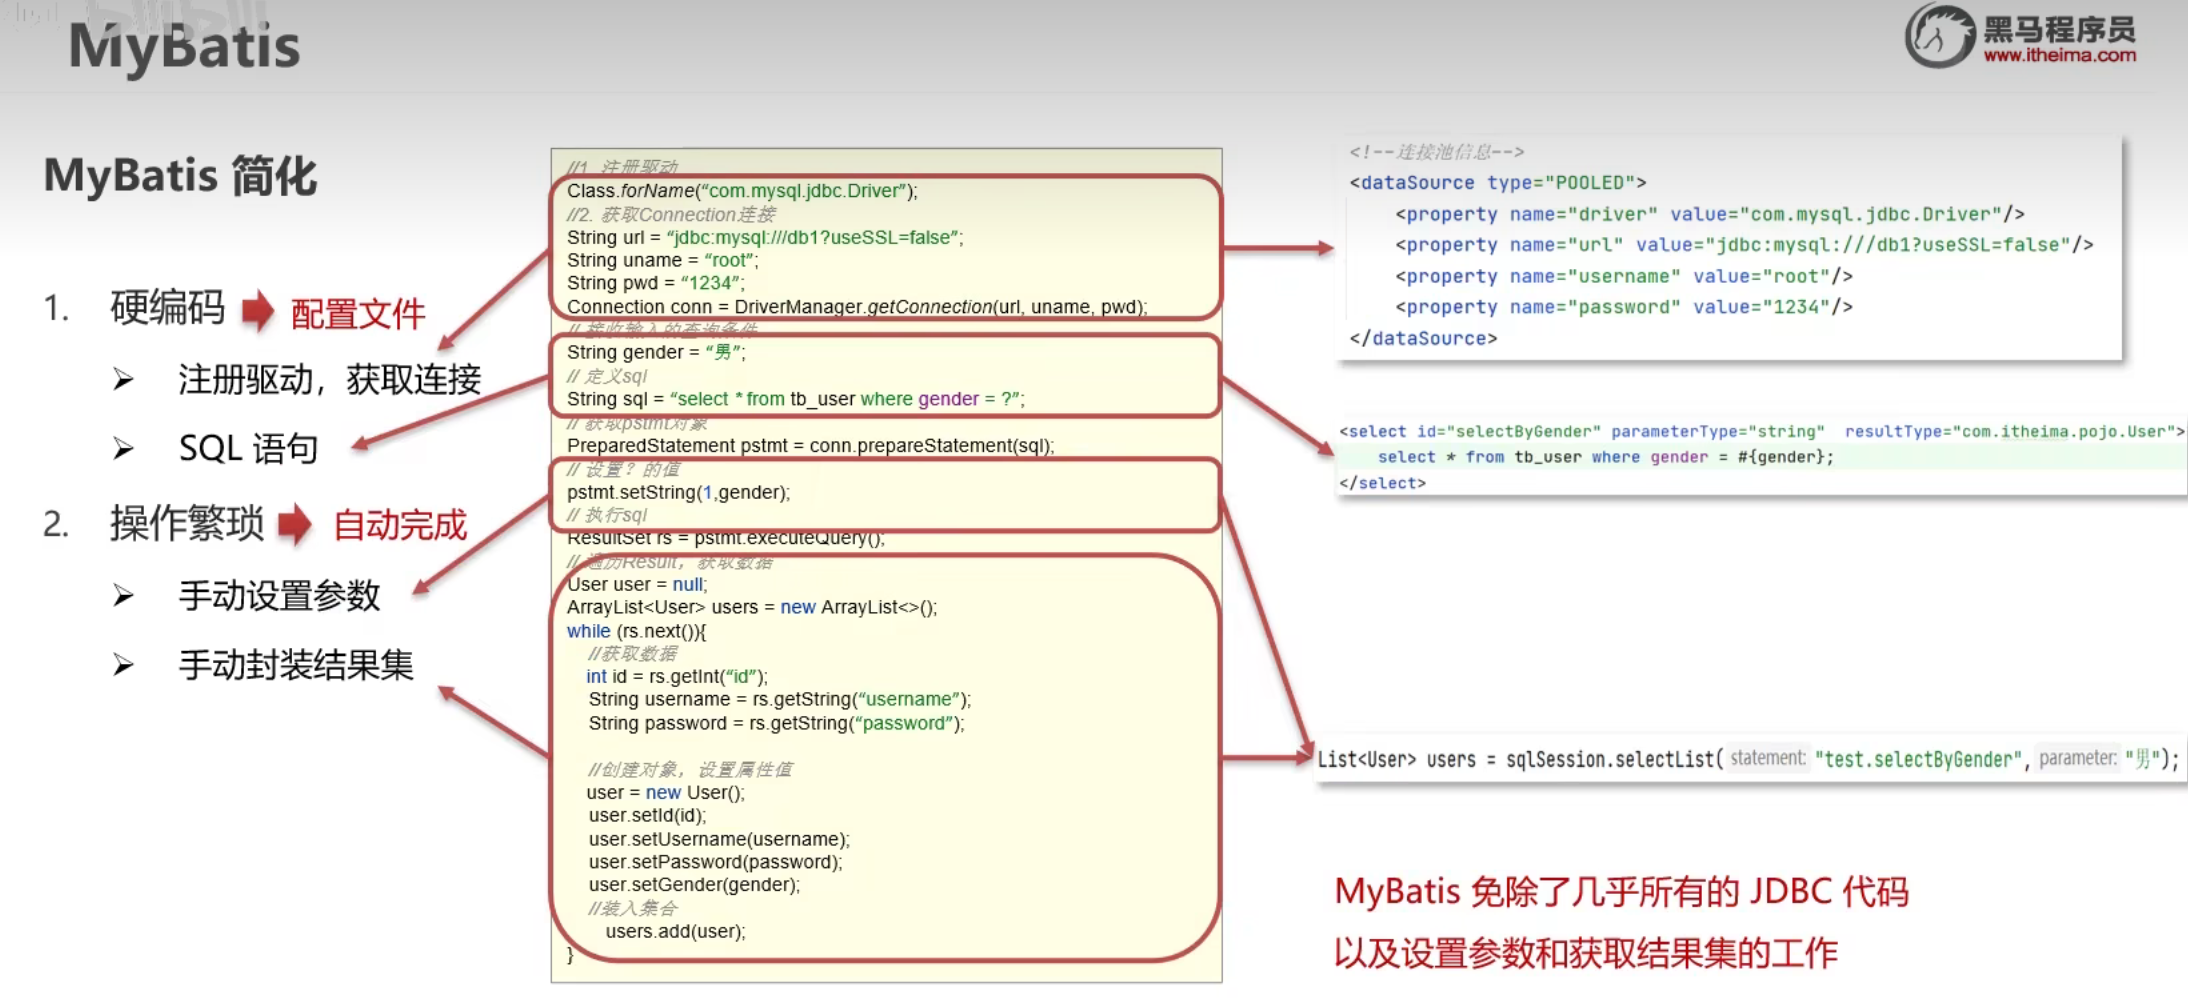 MyBatis
黑马程序员
www.itheima.com
MyBatis 简化
1. 硬编码 配置文件
➢ 注册驱动，获取连接
➢ SQL 语句
2. 操作繁琐 自动完成
➢ 手动设置参数
➢ 手动封装结果集
//1. 注册驱动
Class.forName(“com.mysql.jdbc.Driver”);
//2. 获取Connection连接
String url = “jdbc:mysql:///db1?useSSL=false”;
String uname = “root”;
String pwd = “1234”;
Connection conn = DriverManager.getConnection(url, uname, pwd);
// 接收输入的查询条件
String gender = “男”;
// 定义sql
String sql = “select * from tb_user where gender = ?”;
// 获取pstmt对象
PreparedStatement pstmt = conn.prepareStatement(sql);
// 设置？的值
pstmt.setString(1,gender);
// 执行sql
ResultSet rs = pstmt.executeQuery();
// 遍历Result，获取数据
User user = null;
ArrayList<User> users = new ArrayList<>();
while (rs.next()){
//获取数据
int id = rs.getInt(“id”);
String username = rs.getString(“username”);
String password = rs.getString(“password”);
//创建对象，设置属性值
user = new User();
user.setId(id);
user.setUsername(username);
user.setPassword(password);
user.setGender(gender);
//装入集合
users.add(user);
}
<!--连接池信息-->
<dataSource type="POOLED">
<property name="driver" value="com.mysql.jdbc.Driver"/>
<property name="url" value="jdbc:mysql:///db1?useSSL=false"/>
<property name="username" value="root"/>
<property name="password" value="1234"/>
</dataSource>
<select id="selectByGender" parameterType="string" resultType="com.itheima.pojo.User">
select * from tb_user where gender = #{gender};
</select>
List<User> users = sqlSession.selectList( statement: "test.selectByGender", parameter: "男");
MyBatis 免除了几乎所有的 JDBC 代码
以及设置参数和获取结果集的工作